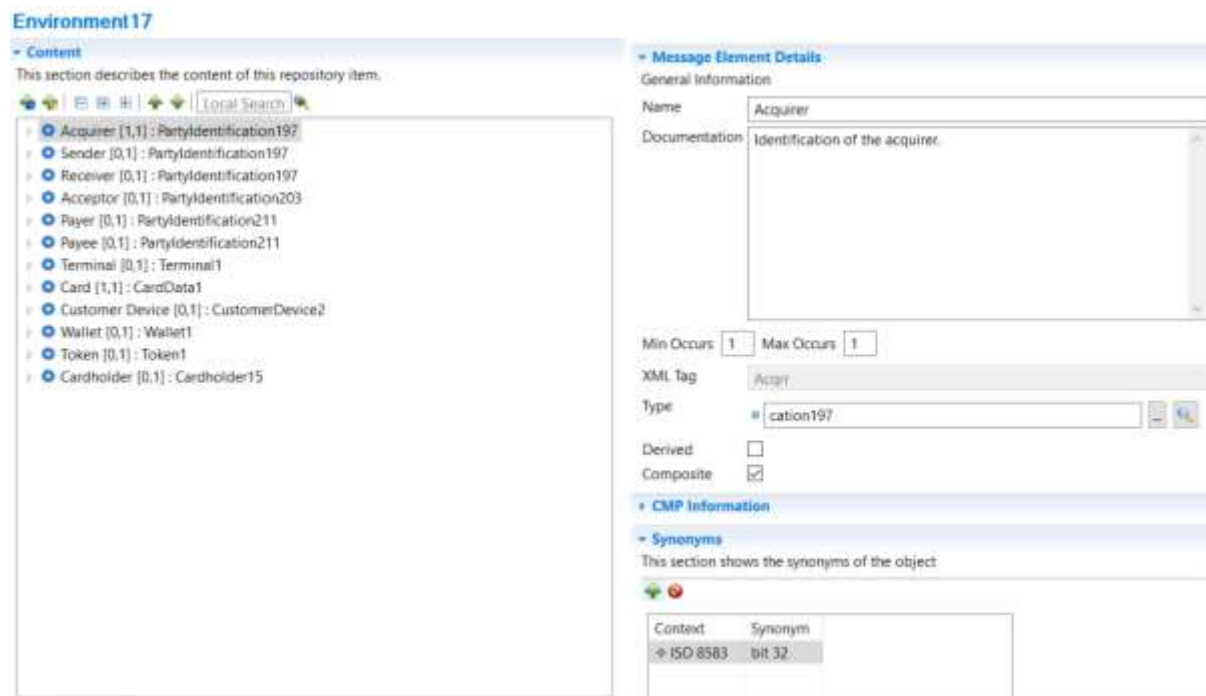 Environment17
Content
This section describes the content of this repository item.
Local Search
Acquirer [1,1] : PartyIdentification197
Sender [0,1] : PartyIdentification197
Receiver [0,1] : PartyIdentification197
Acceptor [0,1] : PartyIdentification203
Payer [0,1] : PartyIdentification211
Payee [0,1] : PartyIdentification211
Terminal [0,1] : Terminal1
Card [1,1] : CardData1
Customer Device [0,1] : CustomerDevice2
Wallet [0,1] : Wallet1
Token [0,1] : Token1
Cardholder [0,1] : Cardholder15
Message Element Details
General Information
Name Acquirer
Documentation Identification of the acquirer.
Min Occurs 1 Max Occurs 1
XML Tag
Type cation197 ...
Derived
Composite
CMP Information
Synonyms
This section shows the synonyms of the object
Context Synonym
ISO 8583 bit 32